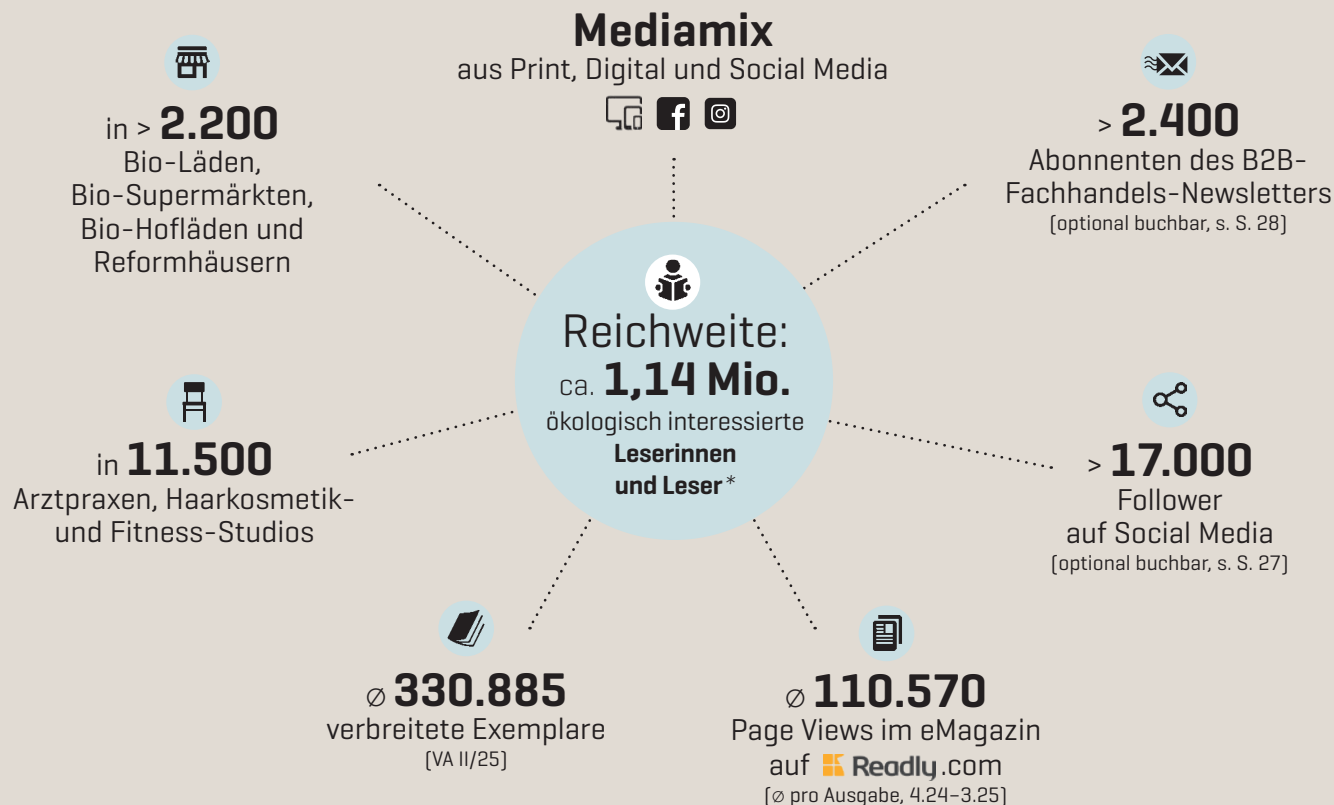 Mediamix
aus Print, Digital und Social Media
in > 2.200
Bio-Läden,
Bio-Supermärkten,
Bio-Hofläden und
Reformhäusern
> 2.400
Abonnenten des B2B-
Fachhandels-Newsletters
(optional buchbar, s. S. 28)
Reichweite:
ca. 1,14 Mio.
ökologisch interessierte
Leserinnen
und Leser*
in 11.500
Arztpraxen, Haarkosmetik-
und Fitness-Studios
> 17.000
Follower
auf Social Media
(optional buchbar, s. S. 27)
ø 330.885
verbreitete Exemplare
(VA II/25)
ø 110.570
Page Views im eMagazin
auf Readly.com
(ø pro Ausgabe, 4.24–3.25)